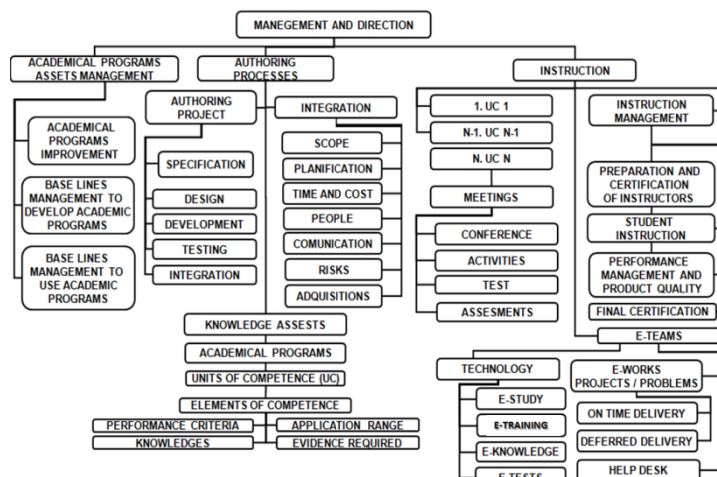 MANEGEMENT AND DIRECTION
ACADEMICAL PROGRAMS
ASSETS MANAGEMENT
AUTHORING
PROCESSES
INSTRUCTION
AUTHORING
PROJECT
INTEGRATION
1. UC 1
INSTRUCTION
MANAGEMENT
ACADEMICAL
PROGRAMS
IMPROVEMENT
SPECIFICATION
SCOPE
N-1. UC N-1
PLANIFICATION
N. UC N
PREPARATION AND
CERTIFICATION
OF INSTRUCTORS
BASE LINES
MANAGEMENT TO
DEVELOP ACADEMIC
PROGRAMS
DESIGN
TIME AND COST
MEETINGS
DEVELOPMENT
PEOPLE
CONFERENCE
STUDENT
INSTRUCTION
TESTING
COMUNICATION
ACTIVITIES
BASE LINES
MANAGEMENT TO
USE ACADEMIC
PROGRAMS
INTEGRATION
RISKS
TEST
PERFORMANCE
MANAGEMENT AND
PRODUCT QUALITY
ADQUISITIONS
ASSESMENTS
FINAL CERTIFICATION
KNOWLEDGE ASSESTS
E-TEAMS
ACADEMICAL PROGRAMS
TECHNOLOGY
E-WORKS
PROJECTS / PROBLEMS
UNITS OF COMPETENCE (UC)
E-STUDY
ELEMENTS OF COMPETENCE
ON TIME DELIVERY
PERFORMANCE CRITERIA
APPLICATION RANGE
E-TRAINING
KNOWLEDGES
EVIDENCE REQUIRED
E-KNOWLEDGE
DEFERRED DELIVERY
E-TESTS
HELP DESK